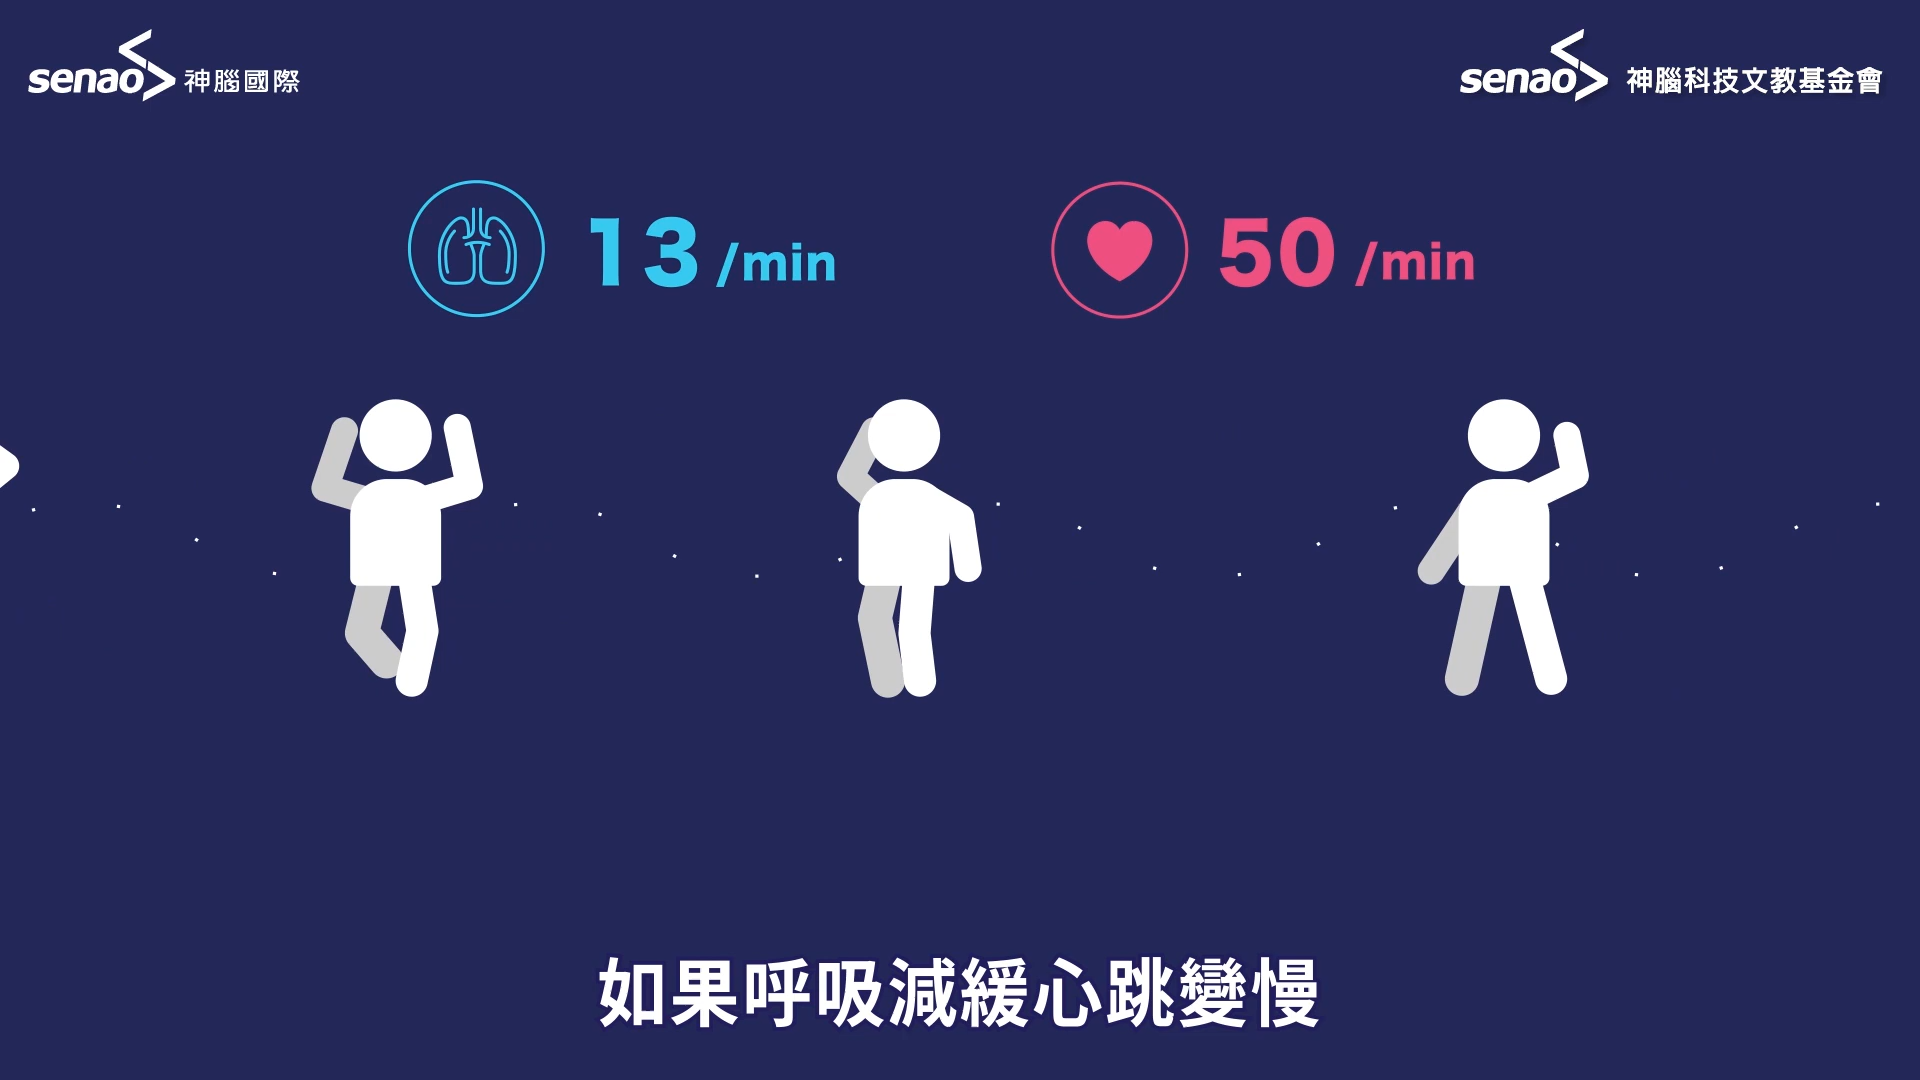 senao 神腦國際
senao 神腦科技文教基金會
13 /min
50 /min
如果呼吸減緩心跳變慢